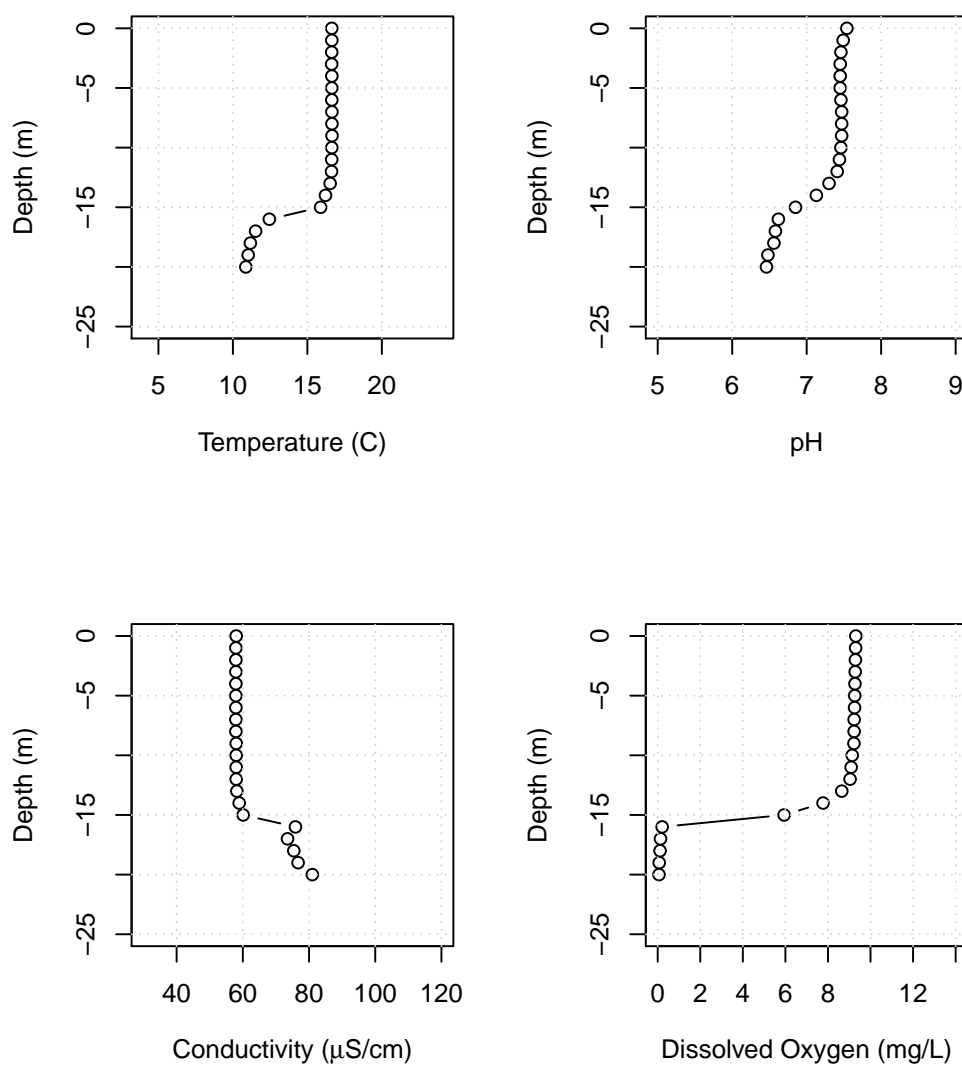 0
−5
−15
−25
Depth (m)
5 10 15 20
Temperature (C)
0
−5
−15
−25
Depth (m)
5 6 7 8 9
pH
0
−5
−15
−25
Depth (m)
40 60 80 100 120
Conductivity (μS/cm)
0
−5
−15
−25
Depth (m)
0 2 4 6 8 12
Dissolved Oxygen (mg/L)